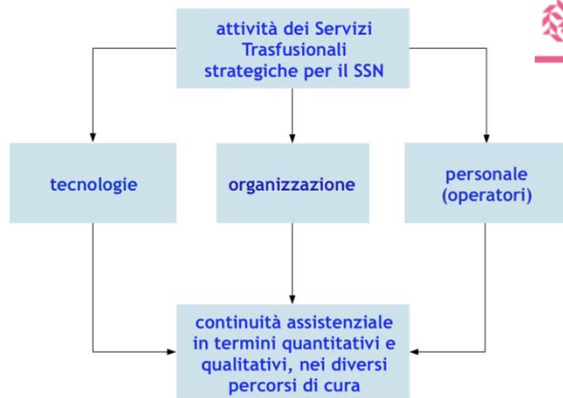 attività dei Servizi
Trasfusionali
strategiche per il SSN
tecnologie
organizzazione
personale
(operatori)
continuità assistenziale
in termini quantitativi e
qualitativi, nei diversi
percorsi di cura